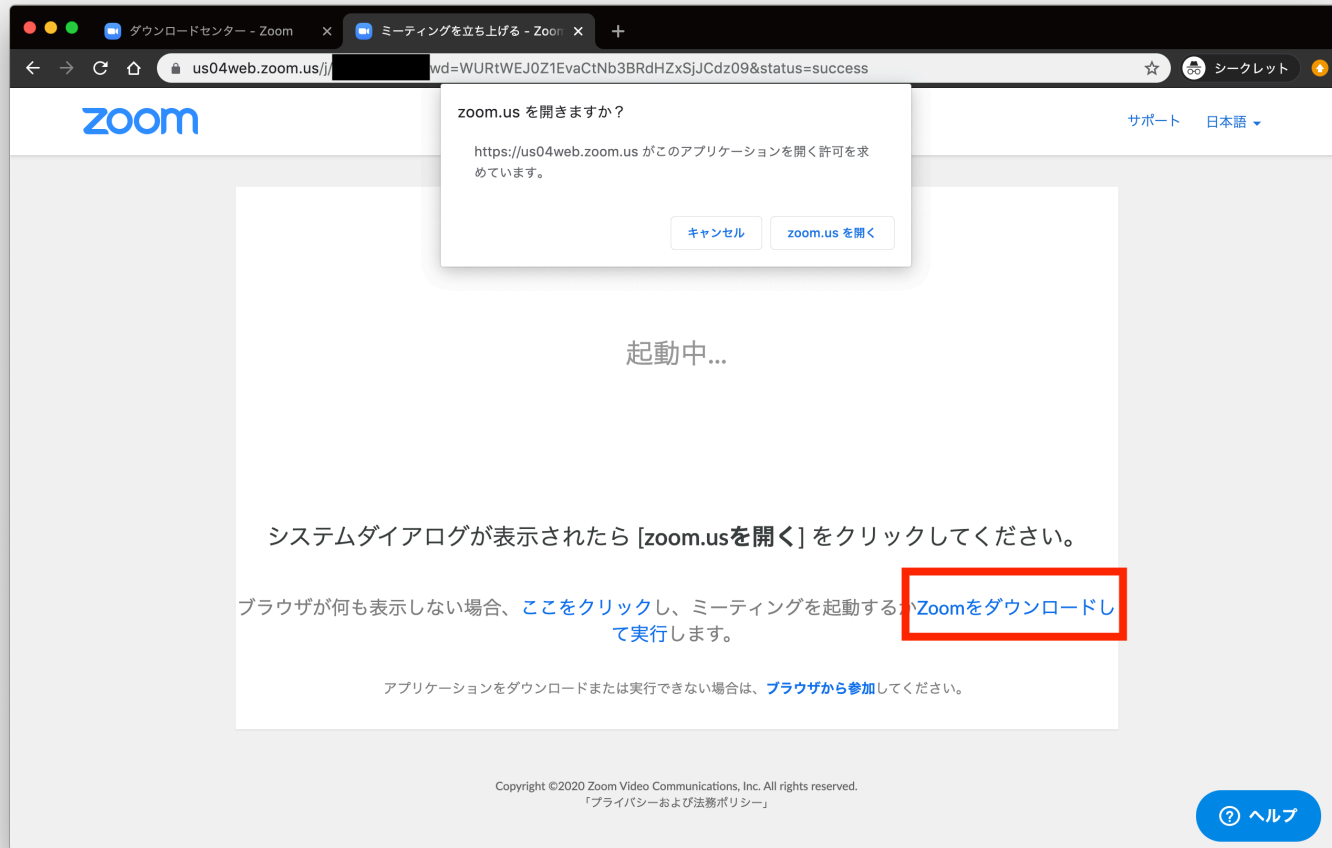 ダウンロードセンター - Zoom
ミーティングを立ち上げる - Zoom
us04web.zoom.us/j/
wd=WURtWEJ0Z1EvaCtNb3BRdHZxSjJCdz09&status=success
シークレット
zoom
サポート 日本語
zoom.us を開きますか？
https://us04web.zoom.us がこのアプリケーションを開く許可を求
めています。
キャンセル zoom.us を開く
起動中...
システムダイアログが表示されたら [zoom.usを開く] をクリックしてください。
ブラウザが何も表示しない場合、ここをクリックし、ミーティングを起動するかZoomをダウンロードし
て実行します。
アプリケーションをダウンロードまたは実行できない場合は、ブラウザから参加してください。
Copyright ©2020 Zoom Video Communications, Inc. All rights reserved.
「プライバシーおよび法務ポリシー」
ヘルプ